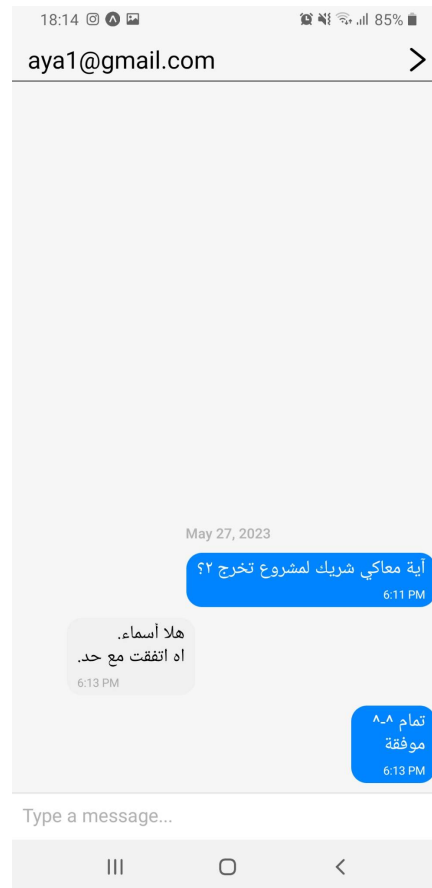 18:14
85%
aya1@gmail.com
May 27, 2023
آية معاكي شريك لمشروع تخرج ٢؟
6:11 PM
هلا أسماء.
اه اتفقت مع حد.
6:13 PM
تمام ^-^
موفقة
6:13 PM
Type a message...